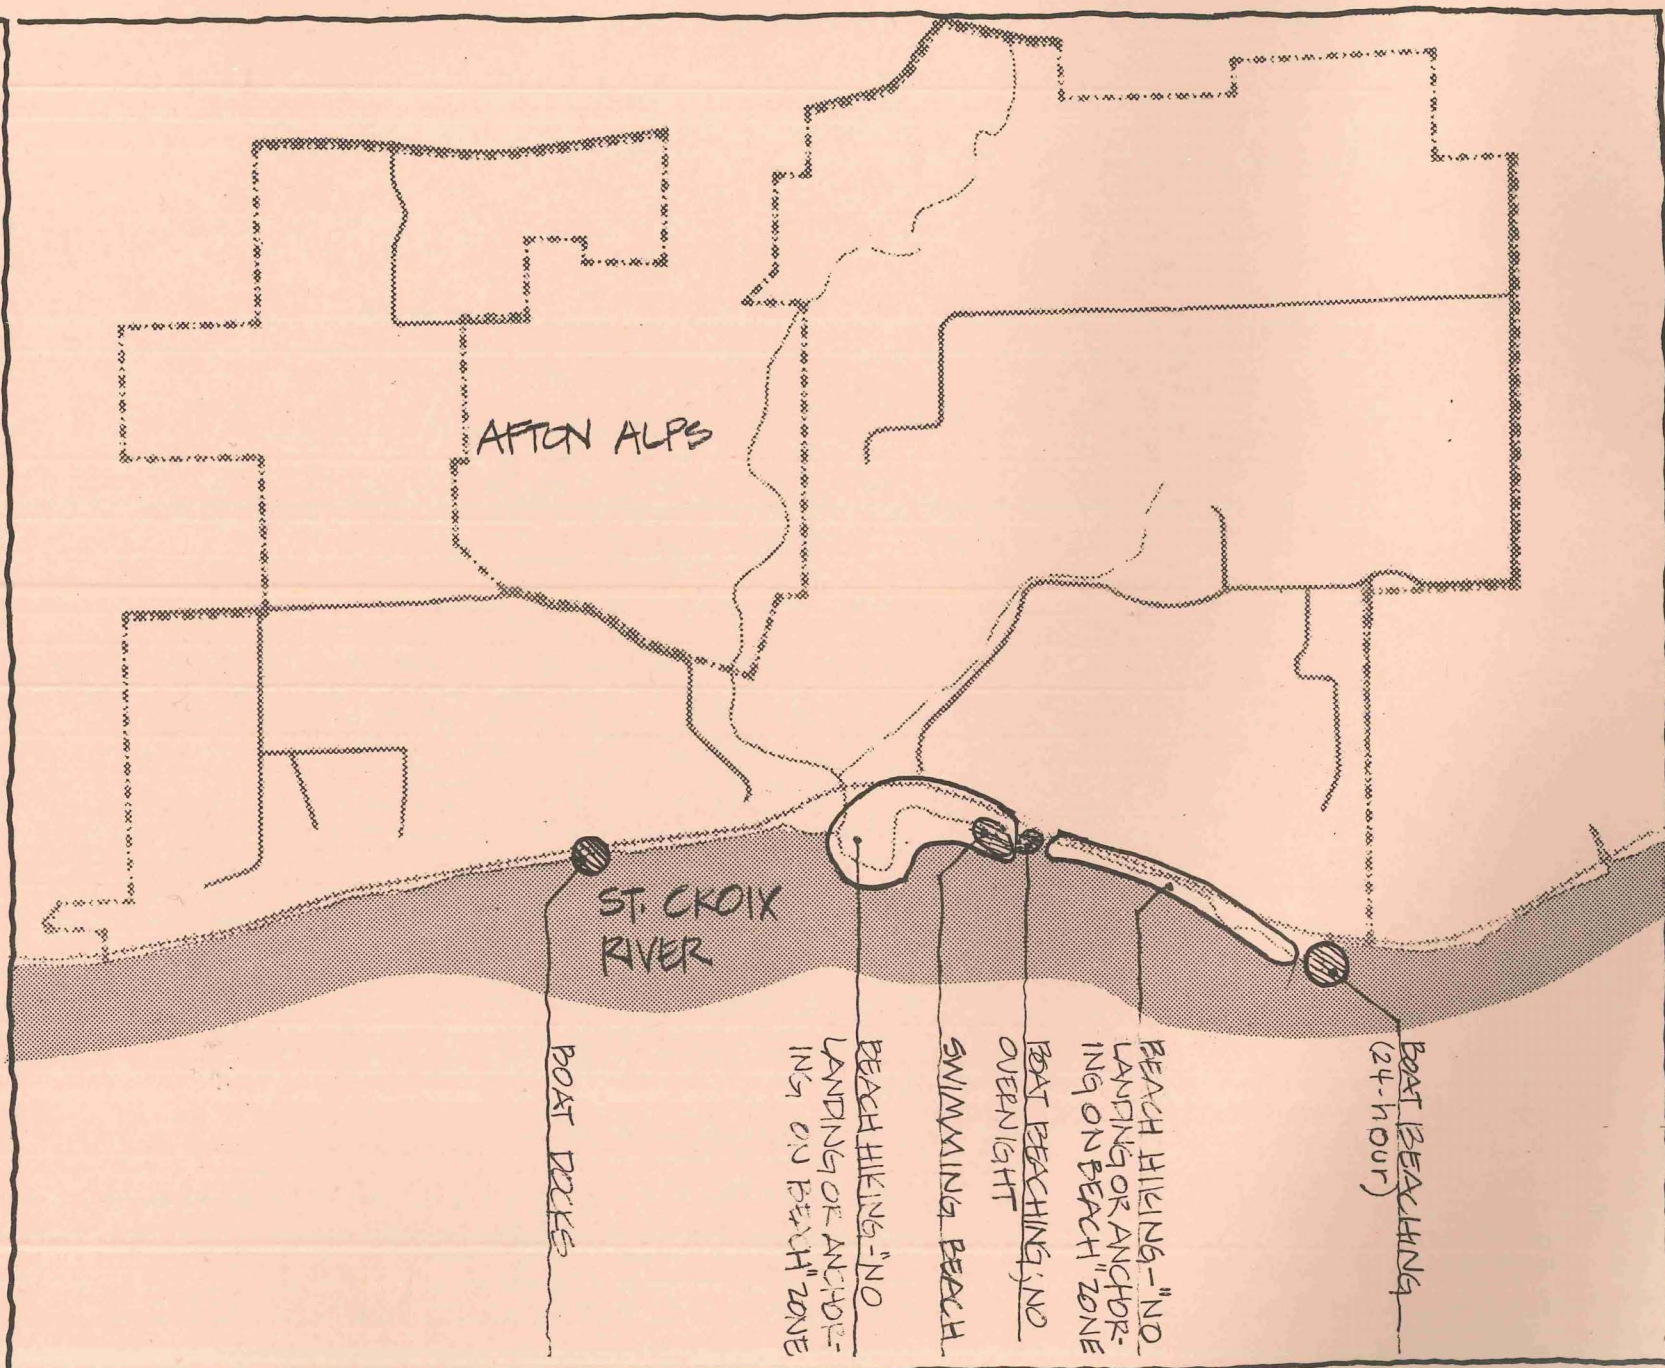 AFTON ALPS
ST. CROIX
RIVER
BOAT DOCKS
BEACH HIKING-"NO
LANDING OR ANCHOR-
ING ON BEACH" ZONE
SWIMMING BEACH
BOAT BEACHING; NO
OVERNIGHT
BEACH HIKING-"NO
LANDING OR ANCHOR-
ING ON BEACH" ZONE
BOAT BEACHING
(24-hour)